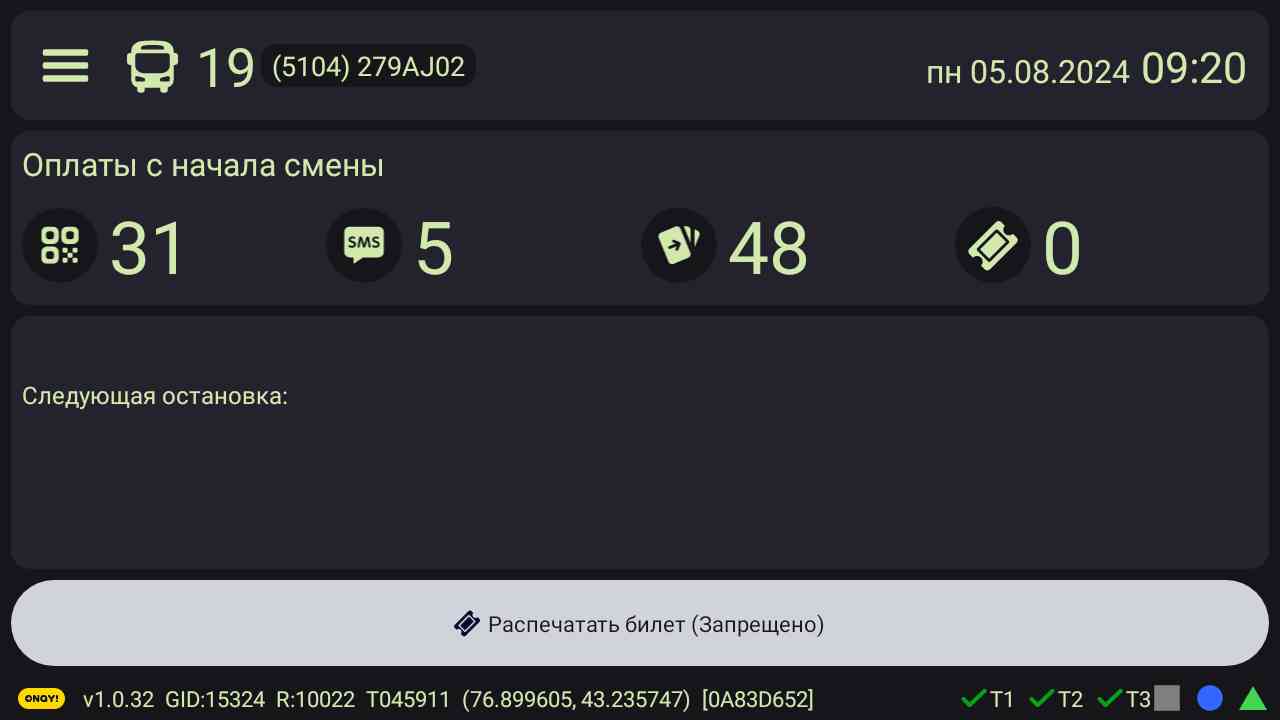 19 (5104) 279AJ02 пн 05.08.2024 09:20
Оплаты с начала смены
31 SMS 5 48 0
Следующая остановка:
Распечатать билет (Запрещено)
ONAY! v1.0.32 GID:15324 R:10022 T045911 (76.899605, 43.235747) [0A83D652] T1 T2 T3